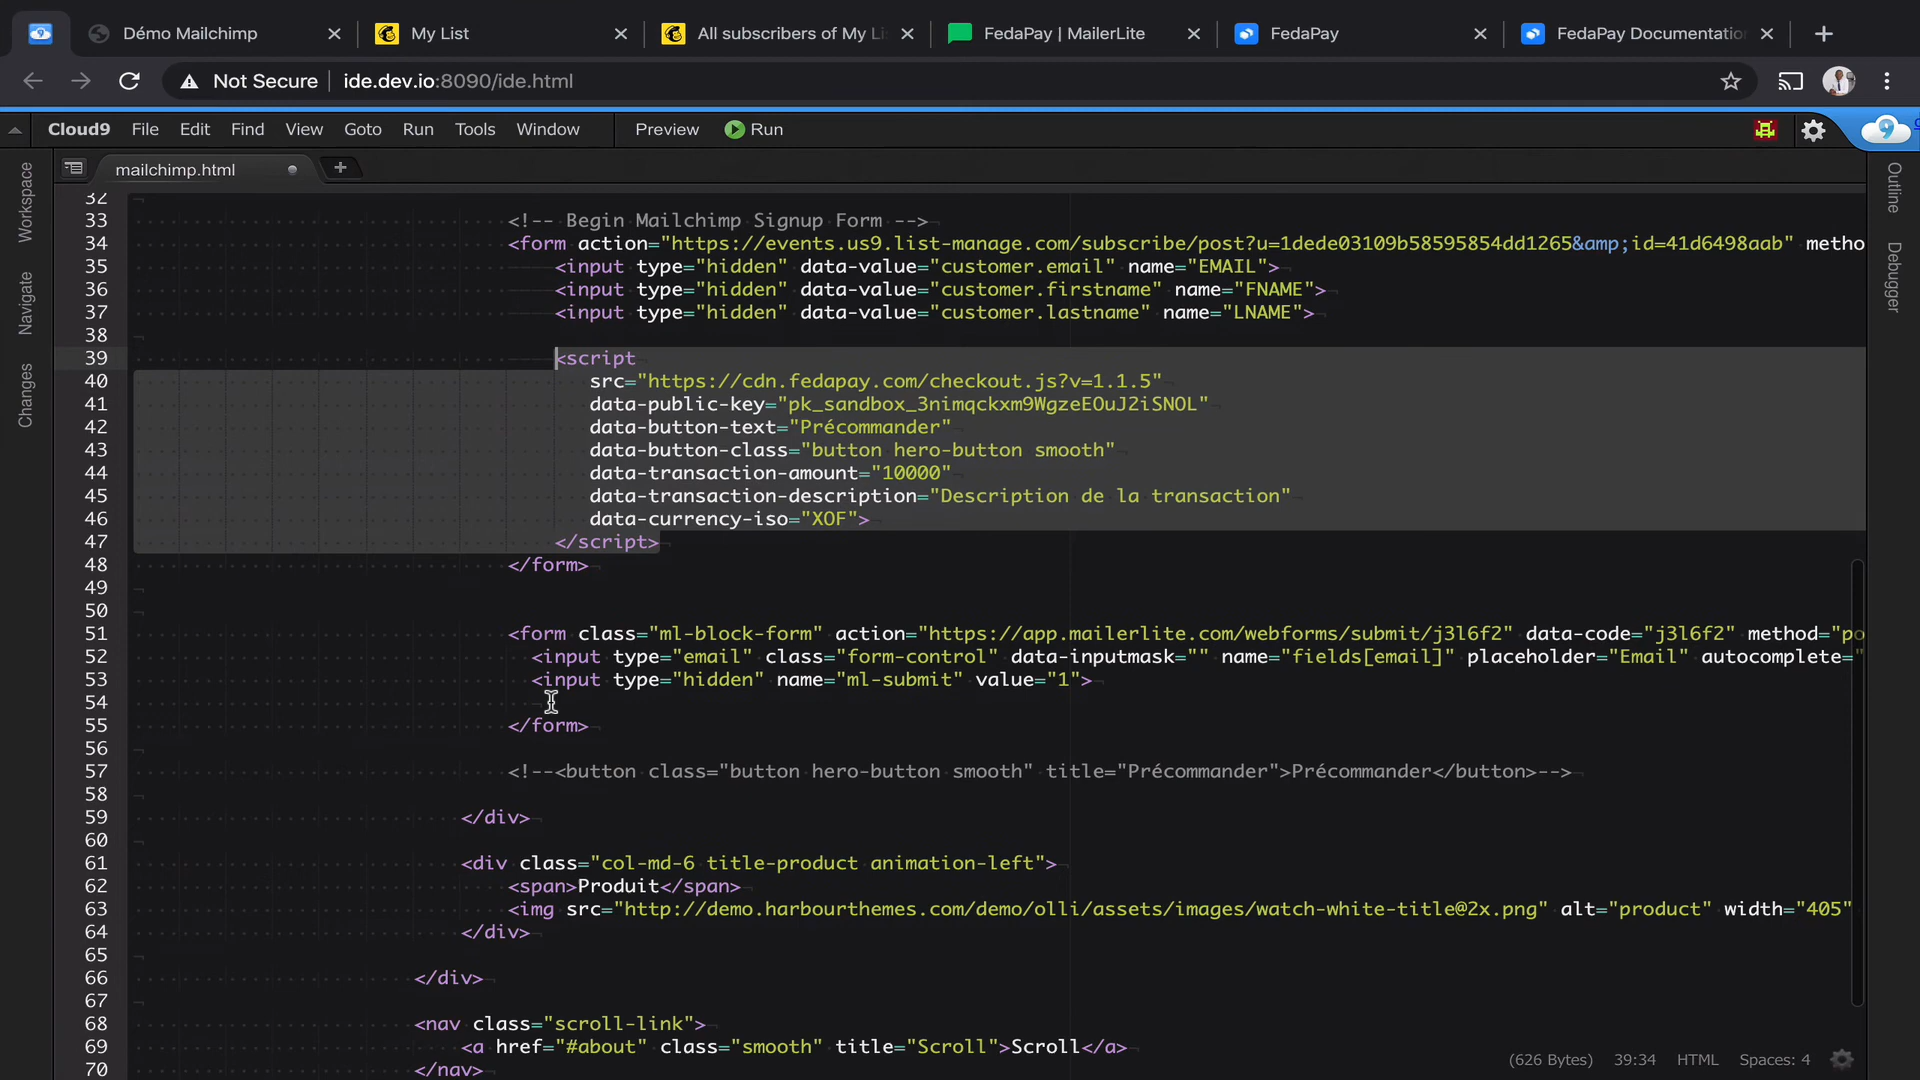 Démo Mailchimp
My List
All subscribers of My Li
FedaPay | MailerLite
FedaPay
FedaPay Documentatio
Not Secure | ide.dev.io:8090/ide.html
Cloud9 File Edit Find View Goto Run Tools Window Preview Run
mailchimp.html
Workspace
Navigate
Changes
Outline
Debugger
32
33 <!-- Begin Mailchimp Signup Form -->
34 <form action="https://events.us9.list-manage.com/subscribe/post?u=1dede03109b58595854dd1265&amp;id=41d6498aab" metho
35 <input type="hidden" data-value="customer.email" name="EMAIL">
36 <input type="hidden" data-value="customer.firstname" name="FNAME">
37 <input type="hidden" data-value="customer.lastname" name="LNAME">
38
39 <script
40 src="https://cdn.fedapay.com/checkout.js?v=1.1.5"
41 data-public-key="pk_sandbox_3nimqckxm9WgzeEOuJ2iSNOL"
42 data-button-text="Précommander"
43 data-button-class="button hero-button smooth"
44 data-transaction-amount="10000"
45 data-transaction-description="Description de la transaction"
46 data-currency-iso="XOF">
47 </script>
48 </form>
49
50
51 <form class="ml-block-form" action="https://app.mailerlite.com/webforms/submit/j3l6f2" data-code="j3l6f2" method="po
52 <input type="email" class="form-control" data-inputmask="" name="fields[email]" placeholder="Email" autocomplete="
53 <input type="hidden" name="ml-submit" value="1">
54
55 </form>
56
57 <!--<button class="button hero-button smooth" title="Précommander">Précommander</button>-->
58
59 </div>
60
61 <div class="col-md-6 title-product animation-left">
62 <span>Produit</span>
63 <img src="http://demo.harbourthemes.com/demo/olli/assets/images/watch-white-title@2x.png" alt="product" width="405"
64 </div>
65
66 </div>
67
68 <nav class="scroll-link">
69 <a href="#about" class="smooth" title="Scroll">Scroll</a>
70 </nav>
(626 Bytes) 39:34 HTML Spaces: 4